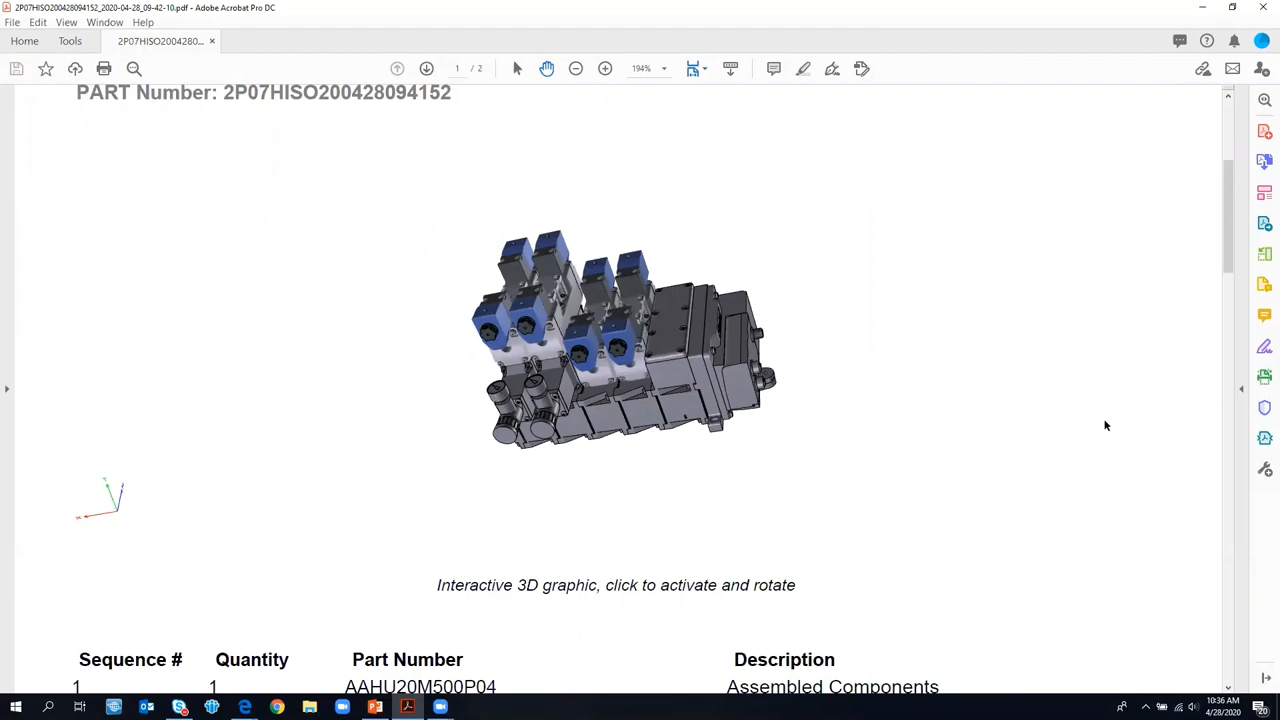 2P07HISO200428094152_2020-04-28_09-42-10.pdf - Adobe Acrobat Pro DC
File Edit View Window Help
Home Tools 2P07HISO2004280... ×
1 / 2 194%
PART Number: 2P07HISO200428094152
Interactive 3D graphic, click to activate and rotate
Sequence # Quantity Part Number Description
1 1 AAHU20M500P04 Assembled Components
10:36 AM
4/28/2020
20